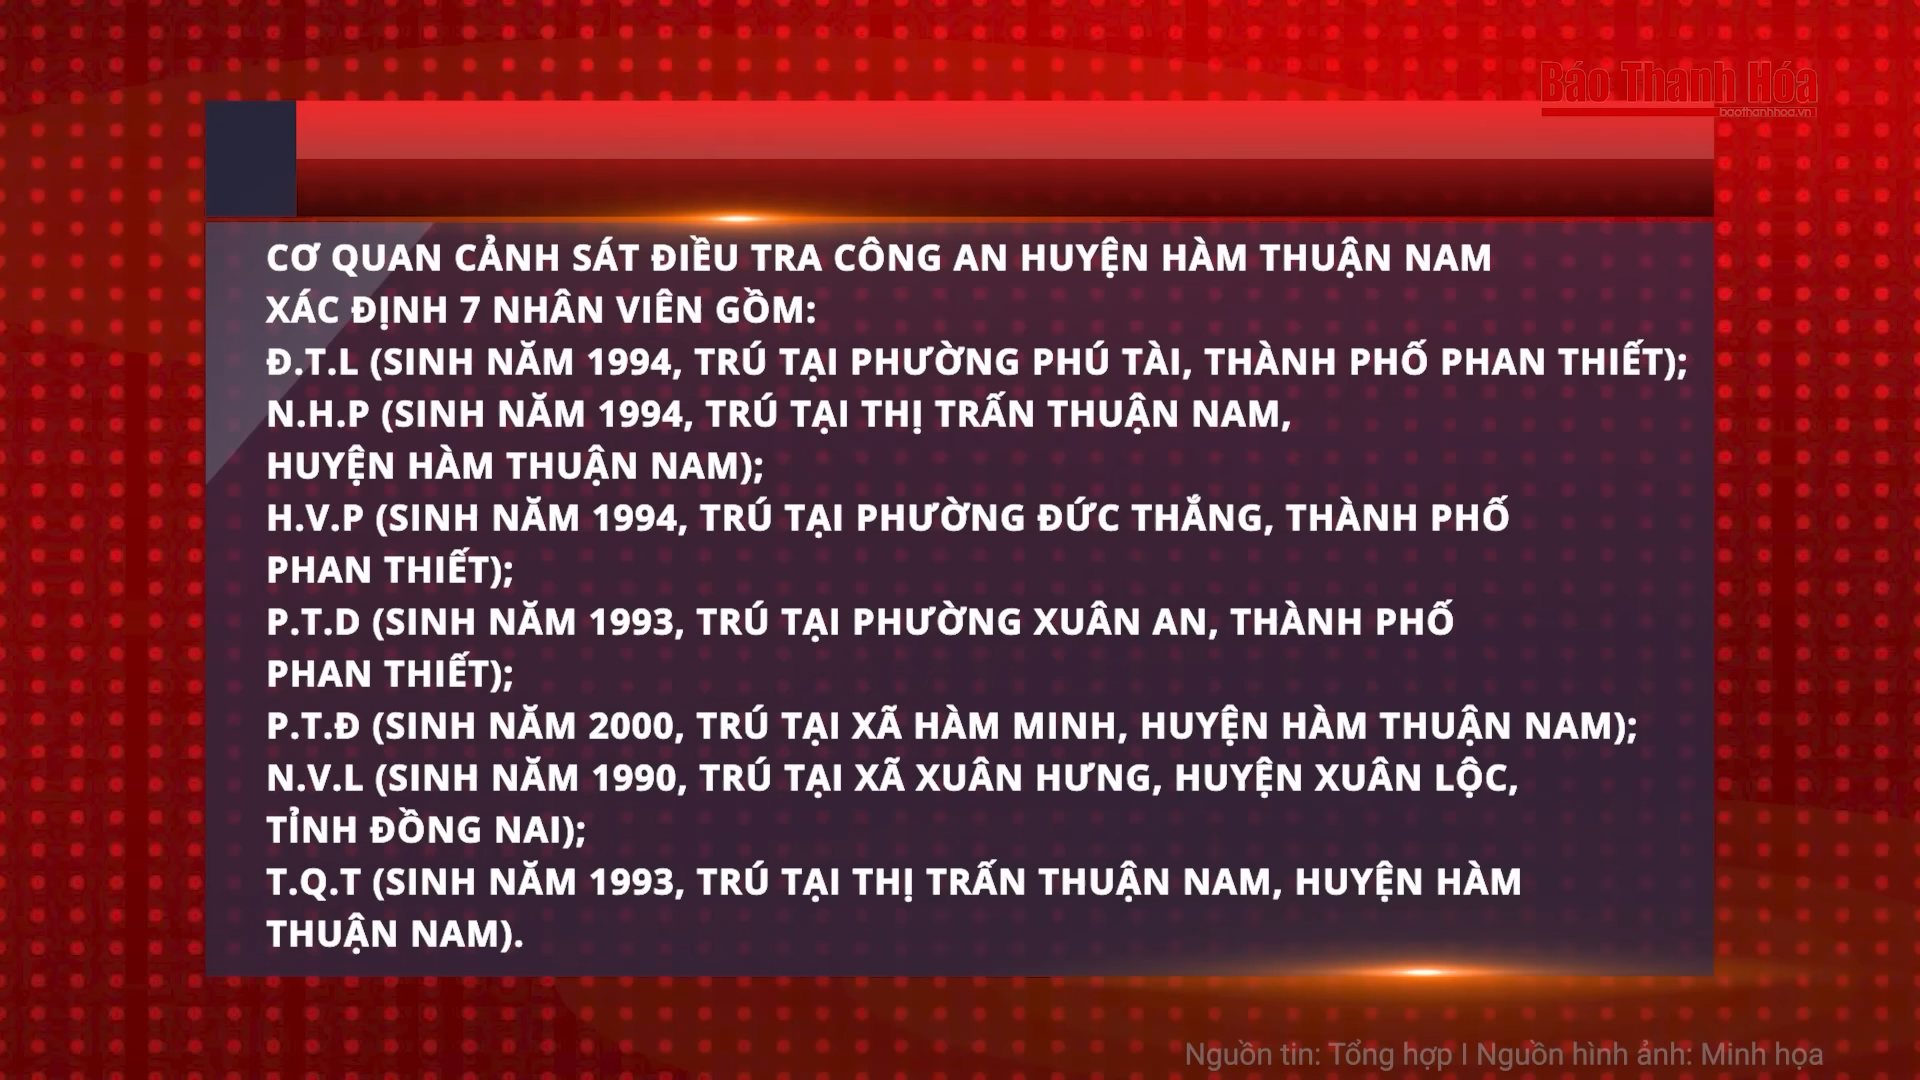 Báo Thanh Hóa
baothanhhoa.vn
CƠ QUAN CẢNH SÁT ĐIỀU TRA CÔNG AN HUYỆN HÀM THUẬN NAM
XÁC ĐỊNH 7 NHÂN VIÊN GỒM:
Đ.T.L (SINH NĂM 1994, TRÚ TẠI PHƯỜNG PHÚ TÀI, THÀNH PHỐ PHAN THIẾT);
N.H.P (SINH NĂM 1994, TRÚ TẠI THỊ TRẤN THUẬN NAM,
HUYỆN HÀM THUẬN NAM);
H.V.P (SINH NĂM 1994, TRÚ TẠI PHƯỜNG ĐỨC THẮNG, THÀNH PHỐ
PHAN THIẾT);
P.T.D (SINH NĂM 1993, TRÚ TẠI PHƯỜNG XUÂN AN, THÀNH PHỐ
PHAN THIẾT);
P.T.Đ (SINH NĂM 2000, TRÚ TẠI XÃ HÀM MINH, HUYỆN HÀM THUẬN NAM);
N.V.L (SINH NĂM 1990, TRÚ TẠI XÃ XUÂN HƯNG, HUYỆN XUÂN LỘC,
TỈNH ĐỒNG NAI);
T.Q.T (SINH NĂM 1993, TRÚ TẠI THỊ TRẤN THUẬN NAM, HUYỆN HÀM
THUẬN NAM).
Nguồn tin: Tổng hợp I Nguồn hình ảnh: Minh họa